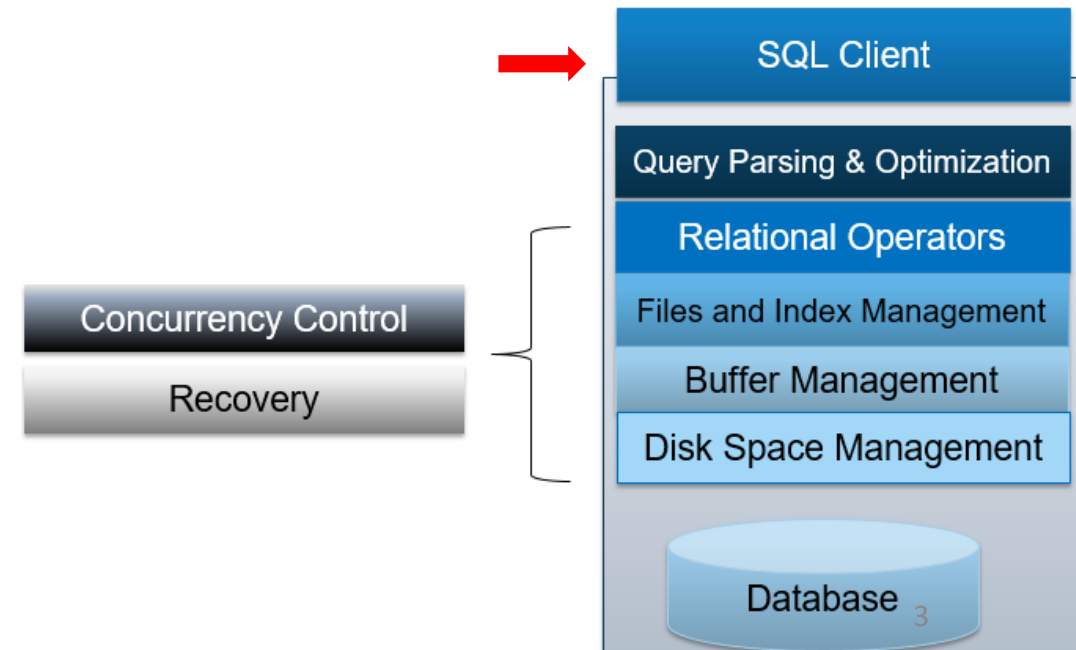 SQL Client
Query Parsing & Optimization
Relational Operators
Files and Index Management
Buffer Management
Disk Space Management
Concurrency Control
Recovery
Database
3